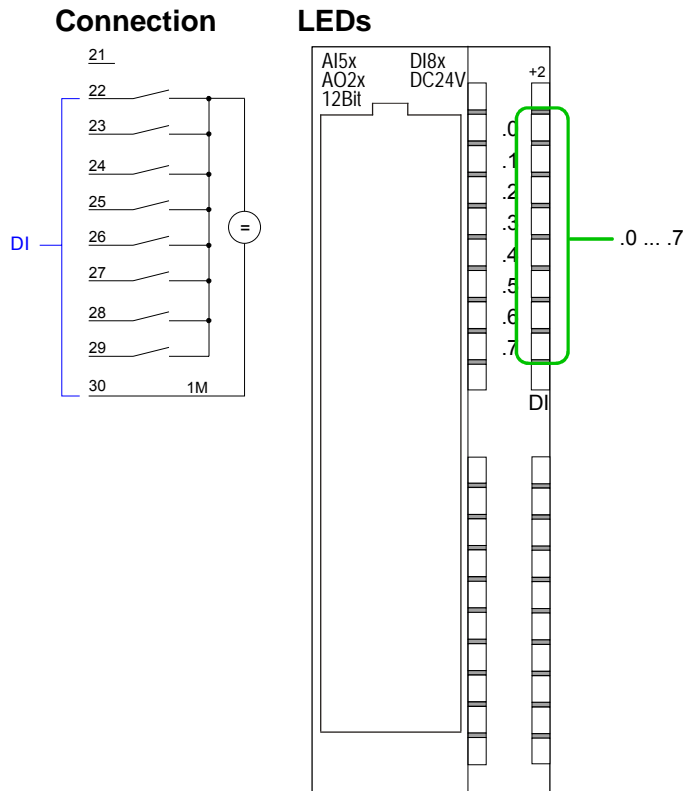 Connection
21
22
23
24
25
26
27
28
29
30
1M
DI
=
LEDs
AI5x
AO2x
12Bit
DI8x
DC24V
+2
.0
.1
.2
.3
.4
.5
.6
.7
DI
.0 ... .7